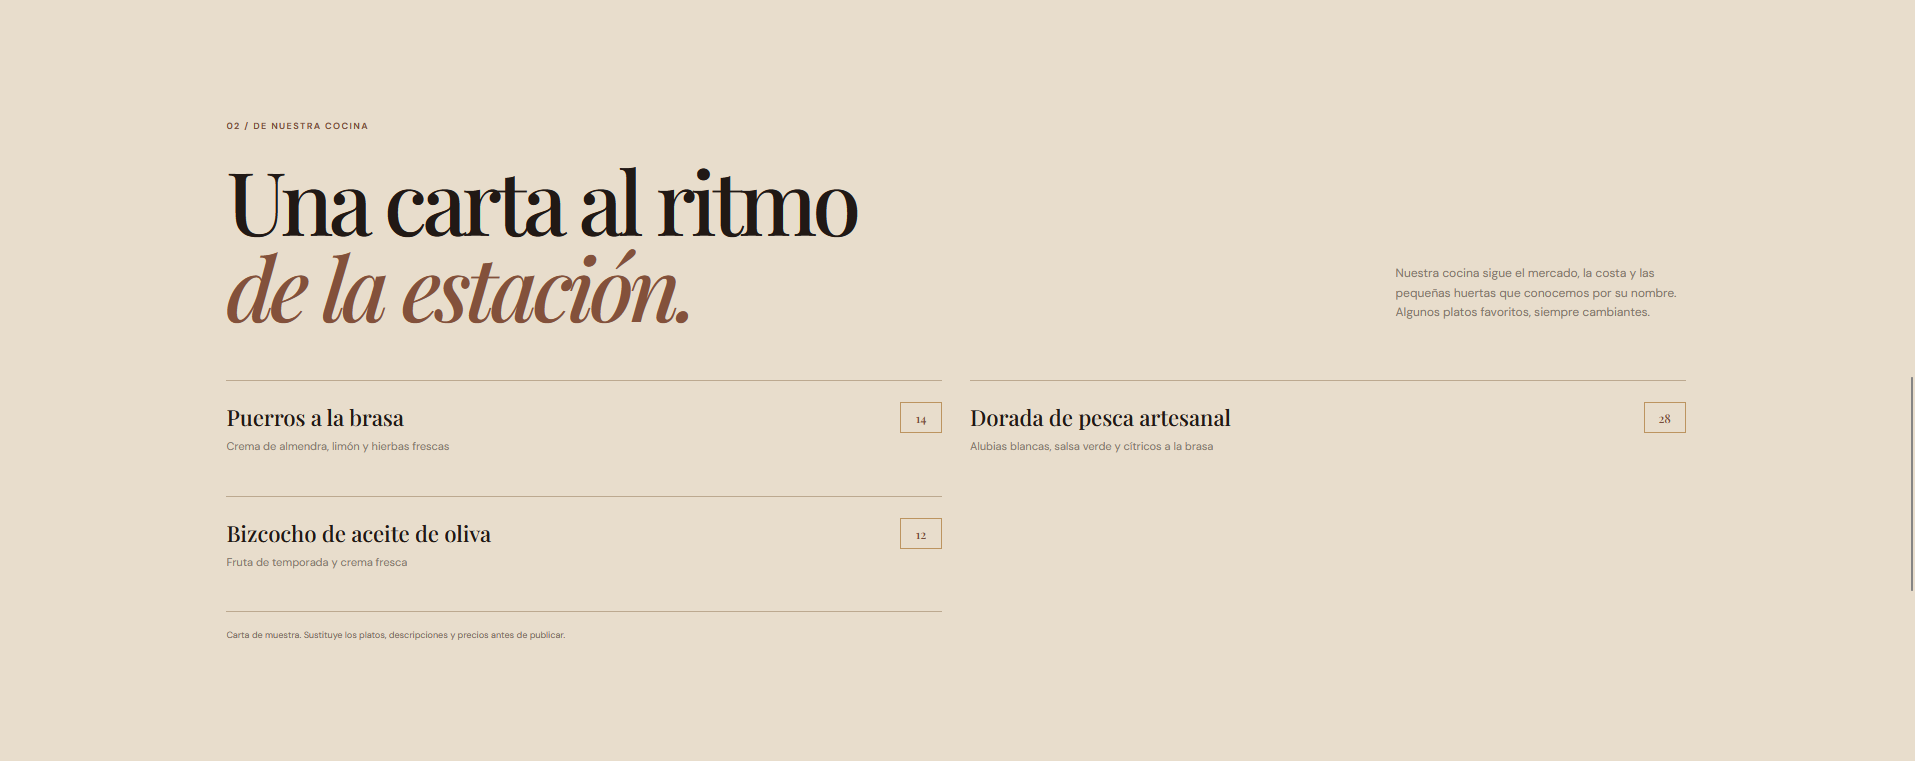 02 / DE NUESTRA COCINA
Una carta al ritmo
de la estación.
Nuestra cocina sigue el mercado, la costa y las
pequeñas huertas que conocemos por su nombre.
Algunos platos favoritos, siempre cambiantes.
Puerros a la brasa
14
Crema de almendra, limón y hierbas frescas
Dorada de pesca artesanal
28
Alubias blancas, salsa verde y cítricos a la brasa
Bizcocho de aceite de oliva
12
Fruta de temporada y crema fresca
Carta de muestra. Sustituye los platos, descripciones y precios antes de publicar.